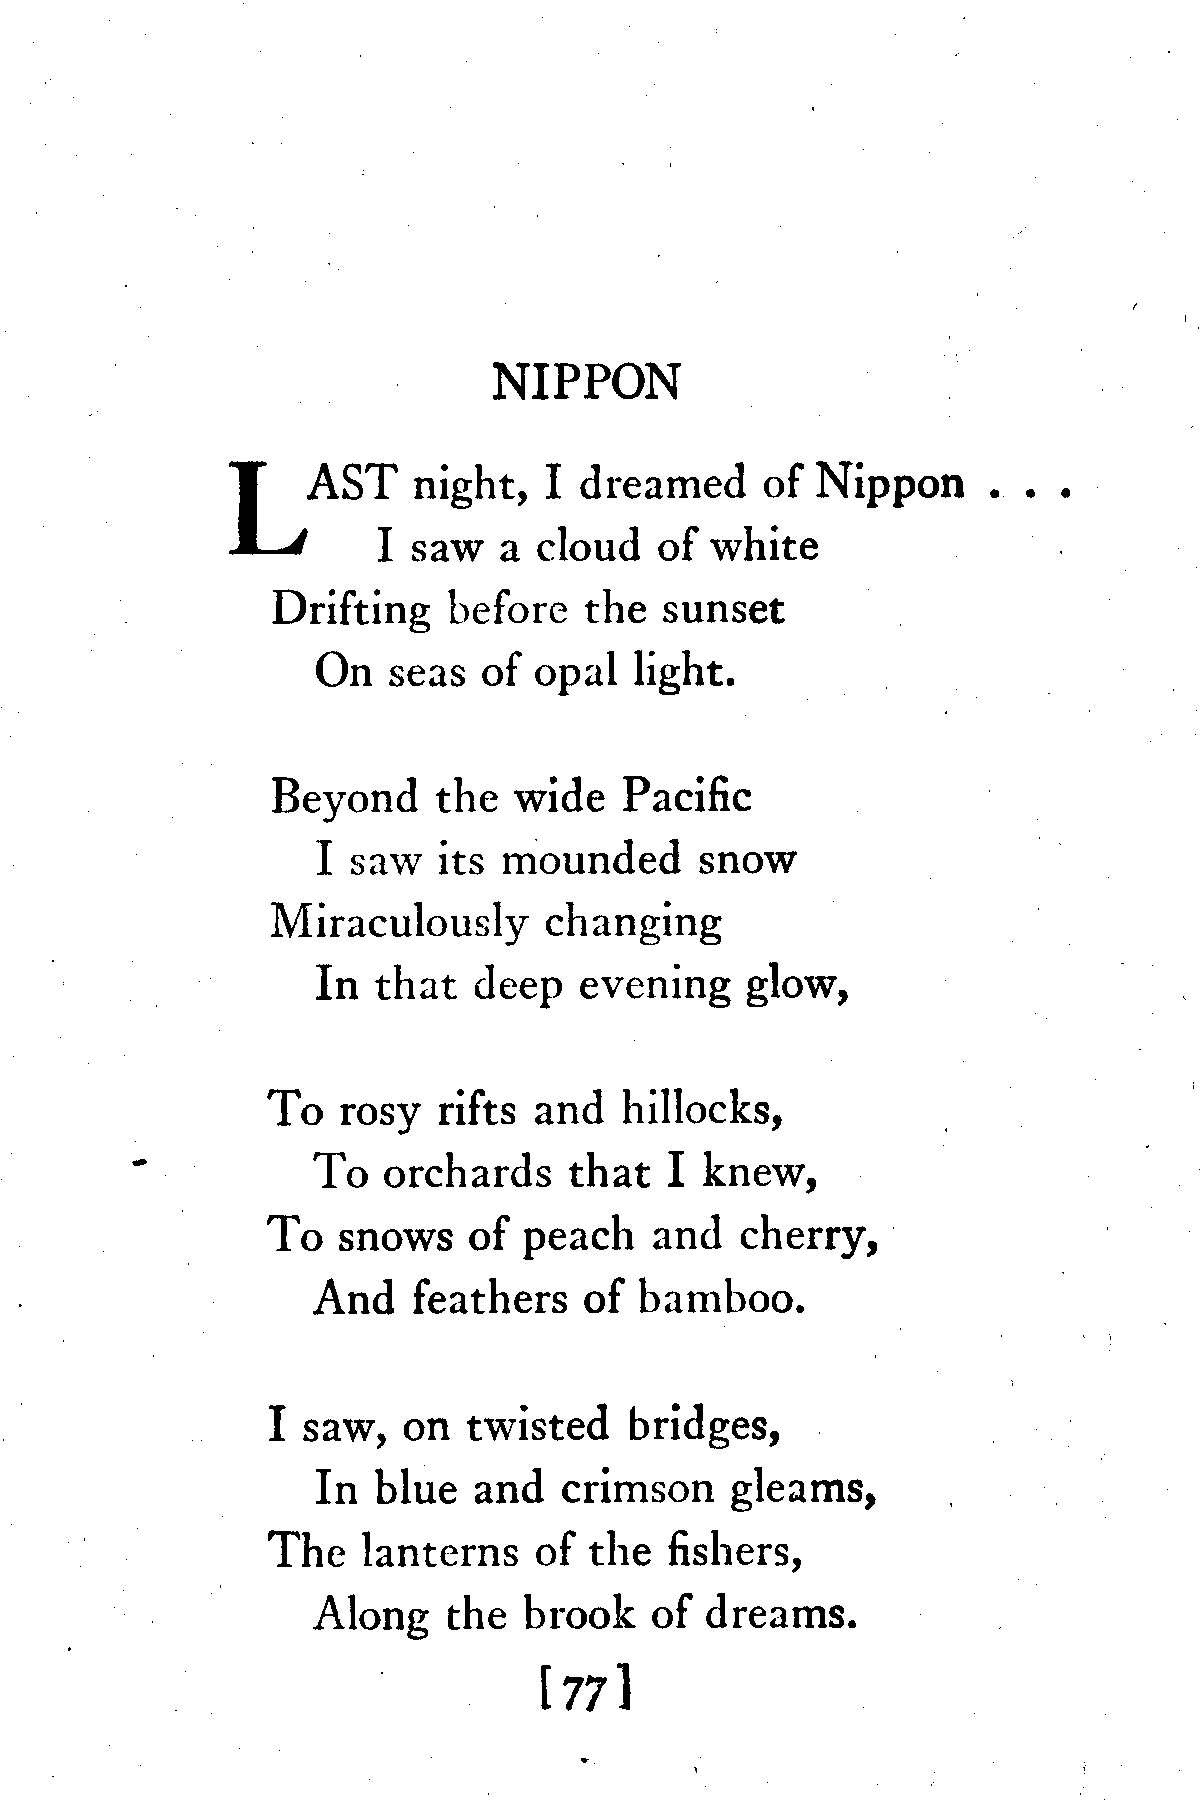 NIPPON
LAST night, I dreamed of Nippon . . .
I saw a cloud of white
Drifting before the sunset
On seas of opal light.
Beyond the wide Pacific
I saw its mounded snow
Miraculously changing
In that deep evening glow,
To rosy rifts and hillocks,
To orchards that I knew,
To snows of peach and cherry,
And feathers of bamboo.
I saw, on twisted bridges,
In blue and crimson gleams,
The lanterns of the fishers,
Along the brook of dreams.
[77]